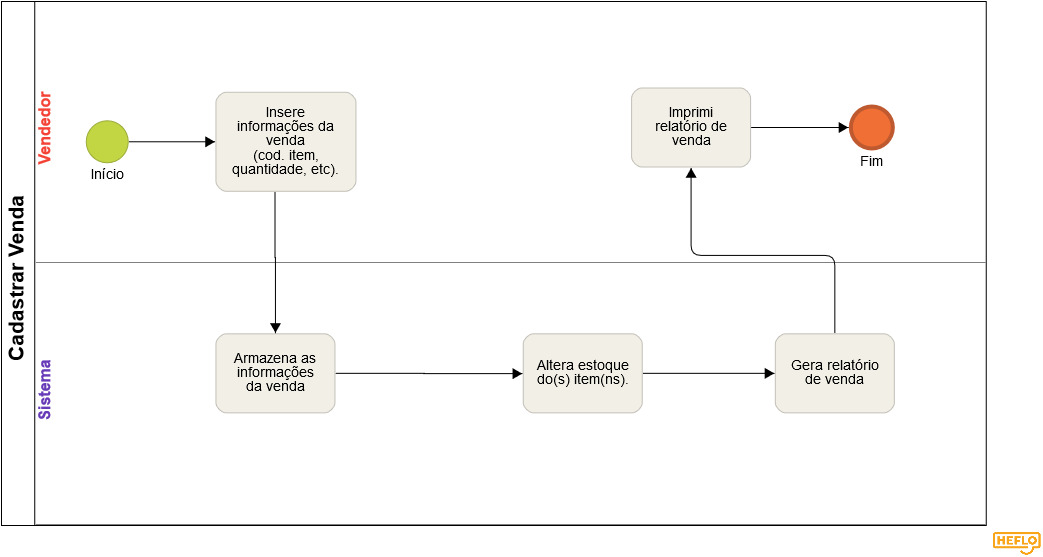 Cadastrar Venda
Vendedor
Início
Insere
informações da
venda
(cod. item,
quantidade, etc).
Imprimi
relatório de
venda
Fim
Sistema
Armazena as
informações
da venda
Altera estoque
do(s) item(ns).
Gera relatório
de venda
HEFLO